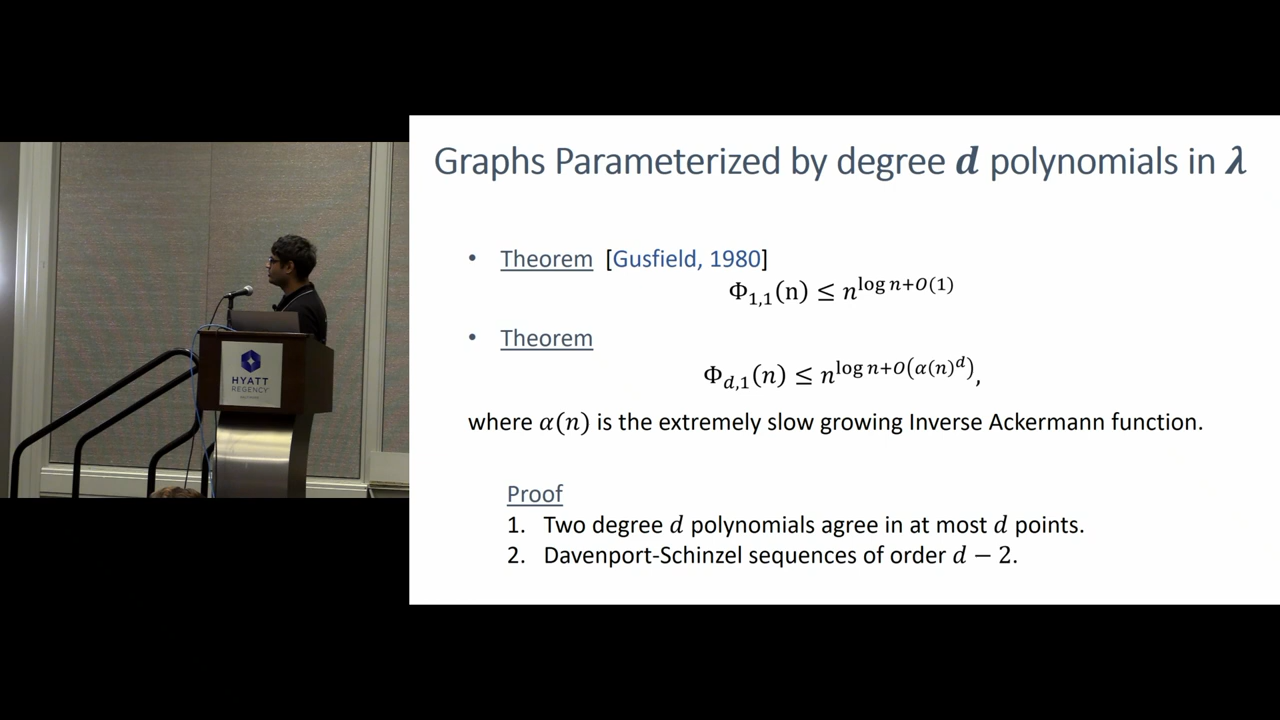 Graphs Parameterized by degree d polynomials in λ
• Theorem [Gusfield, 1980]
Φ₁,₁(n) ≤ n^{log n+O(1)}
• Theorem
Φ_{d,1}(n) ≤ n^{log n+O(α(n)^d)},
where α(n) is the extremely slow growing Inverse Ackermann function.
Proof
1. Two degree d polynomials agree in at most d points.
2. Davenport-Schinzel sequences of order d − 2.
HYATT
REGENCY